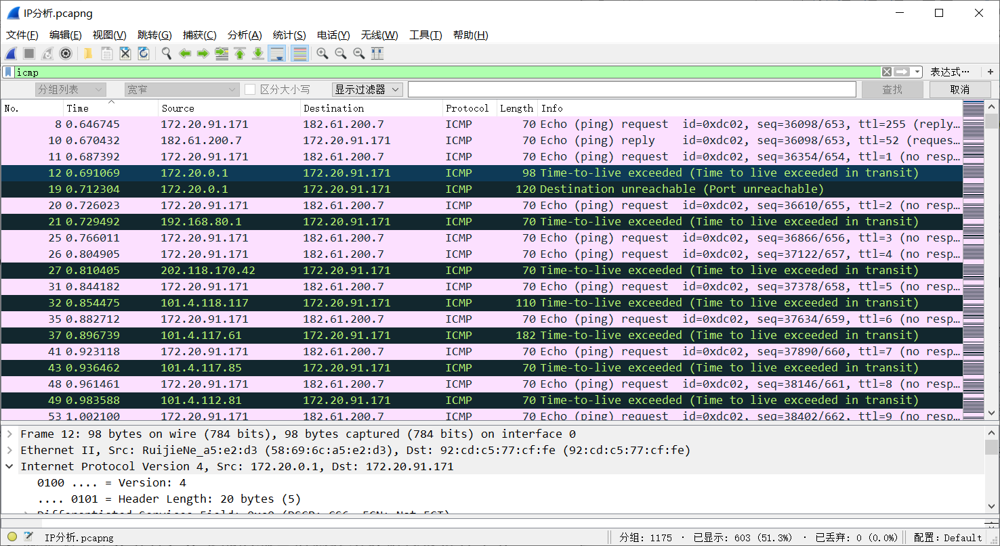 IP分析.pcapng
文件(F) 编辑(E) 视图(V) 跳转(G) 捕获(C) 分析(A) 统计(S) 电话(Y) 无线(W) 工具(T) 帮助(H)
icmp 表达式… +
分组列表 宽窄 区分大小写 显示过滤器 查找 取消
No. Time Source Destination Protocol Length Info
8 0.646745 172.20.91.171 182.61.200.7 ICMP 70 Echo (ping) request id=0xdc02, seq=36098/653, ttl=255 (reply…
10 0.670432 182.61.200.7 172.20.91.171 ICMP 70 Echo (ping) reply id=0xdc02, seq=36098/653, ttl=52 (reques…
11 0.687392 172.20.91.171 182.61.200.7 ICMP 70 Echo (ping) request id=0xdc02, seq=36354/654, ttl=1 (no resp…
12 0.691069 172.20.0.1 172.20.91.171 ICMP 98 Time-to-live exceeded (Time to live exceeded in transit)
19 0.712304 172.20.0.1 172.20.91.171 ICMP 120 Destination unreachable (Port unreachable)
20 0.726023 172.20.91.171 182.61.200.7 ICMP 70 Echo (ping) request id=0xdc02, seq=36610/655, ttl=2 (no resp…
21 0.729492 192.168.80.1 172.20.91.171 ICMP 70 Time-to-live exceeded (Time to live exceeded in transit)
25 0.766011 172.20.91.171 182.61.200.7 ICMP 70 Echo (ping) request id=0xdc02, seq=36866/656, ttl=3 (no resp…
26 0.804905 172.20.91.171 182.61.200.7 ICMP 70 Echo (ping) request id=0xdc02, seq=37122/657, ttl=4 (no resp…
27 0.810405 202.118.170.42 172.20.91.171 ICMP 70 Time-to-live exceeded (Time to live exceeded in transit)
31 0.844182 172.20.91.171 182.61.200.7 ICMP 70 Echo (ping) request id=0xdc02, seq=37378/658, ttl=5 (no resp…
32 0.854475 101.4.118.117 172.20.91.171 ICMP 110 Time-to-live exceeded (Time to live exceeded in transit)
35 0.882712 172.20.91.171 182.61.200.7 ICMP 70 Echo (ping) request id=0xdc02, seq=37634/659, ttl=6 (no resp…
37 0.896739 101.4.117.61 172.20.91.171 ICMP 182 Time-to-live exceeded (Time to live exceeded in transit)
41 0.923118 172.20.91.171 182.61.200.7 ICMP 70 Echo (ping) request id=0xdc02, seq=37890/660, ttl=7 (no resp…
43 0.936462 101.4.117.85 172.20.91.171 ICMP 70 Time-to-live exceeded (Time to live exceeded in transit)
48 0.961461 172.20.91.171 182.61.200.7 ICMP 70 Echo (ping) request id=0xdc02, seq=38146/661, ttl=8 (no resp…
49 0.983588 101.4.112.81 172.20.91.171 ICMP 70 Time-to-live exceeded (Time to live exceeded in transit)
53 1.002100 172.20.91.171 182.61.200.7 ICMP 70 Echo (ping) request id=0xdc02, seq=38402/662, ttl=9 (no resp…
Frame 12: 98 bytes on wire (784 bits), 98 bytes captured (784 bits) on interface 0
Ethernet II, Src: RuijieNe_a5:e2:d3 (58:69:6c:a5:e2:d3), Dst: 92:cd:c5:77:cf:fe (92:cd:c5:77:cf:fe)
Internet Protocol Version 4, Src: 172.20.0.1, Dst: 172.20.91.171
0100 .... = Version: 4
.... 0101 = Header Length: 20 bytes (5)
Differentiated Services Field: 0xc0 (DSCP: CS6, ECN: Not-ECT)
IP分析.pcapng 分组: 1175 · 已显示: 603 (51.3%) · 已丢弃: 0 (0.0%) 配置: Default